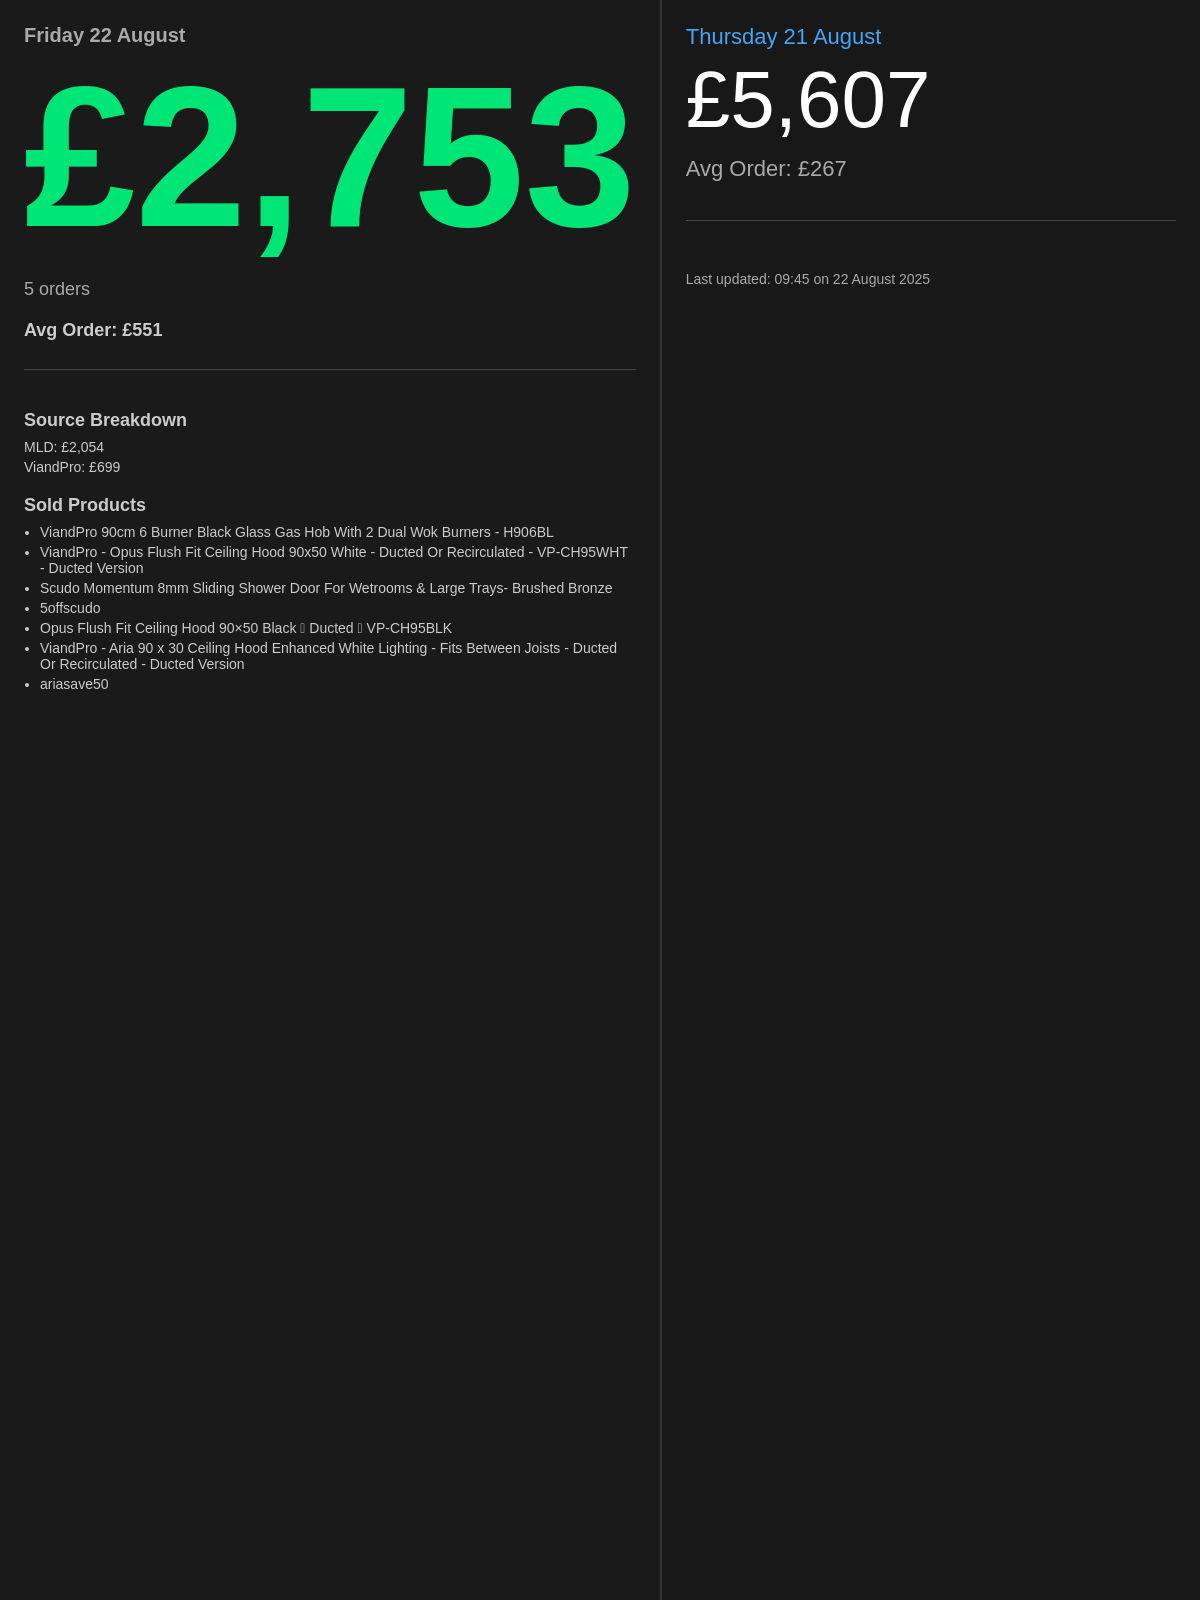 Friday 22 August
£2,753
5 orders
Avg Order: £551
Source Breakdown
MLD: £2,054
ViandPro: £699
Sold Products
• ViandPro 90cm 6 Burner Black Glass Gas Hob With 2 Dual Wok Burners - H906BL
• ViandPro - Opus Flush Fit Ceiling Hood 90x50 White - Ducted Or Recirculated - VP-CH95WHT
- Ducted Version
• Scudo Momentum 8mm Sliding Shower Door For Wetrooms & Large Trays- Brushed Bronze
• 5offscudo
• Opus Flush Fit Ceiling Hood 90×50 Black ▯ Ducted ▯ VP-CH95BLK
• ViandPro - Aria 90 x 30 Ceiling Hood Enhanced White Lighting - Fits Between Joists - Ducted
Or Recirculated - Ducted Version
• ariasave50
Thursday 21 August
£5,607
Avg Order: £267
Last updated: 09:45 on 22 August 2025